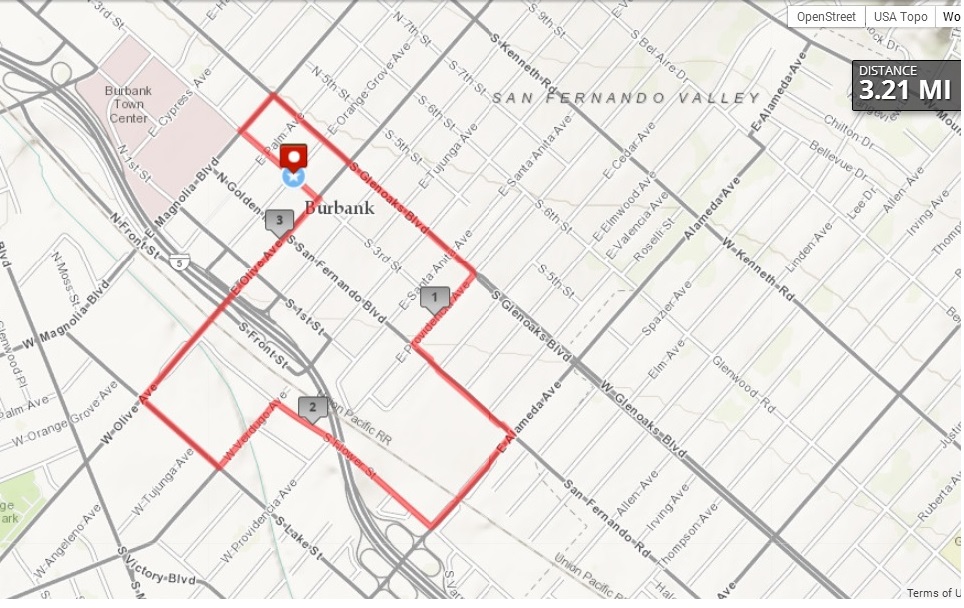 OpenStreet
USA Topo
Wo
DISTANCE
3.21 MI
SAN FERNANDO VALLEY
Burbank
Town
Center
Burbank
E Cypress Ave
N 1st St
N 3rd St
N 5th St
N 7th St
S 9th St
S Bel Aire Dr
S Kenneth Rd
E Orange Grove Ave
S 7th St
S 6th St
S 5th St
E Palm Ave
E Tujunga Ave
E Santa Anita Ave
E Cedar Ave
E Alameda Ave
Chilton Dr
Bellevue Dr
E Magnolia Blvd
N Golden
S Glenoaks Blvd
E Elmwood Ave
E Valencia Ave
Roselli St
Alameda Ave
Lee Dr
Allen Ave
Irving Ave
Linden Ave
N Front St
5
3
S San Fernando Blvd
S 3rd St
E Santa Anita Ave
S 5th St
W Kenneth Rd
N Moss St
W Magnolia Blvd
E Olive Ave
1
E Providencia Ave
S Glenoaks Blvd
Spazier Ave
S 1st St
S Front St
Elm Ave
Glenwood Rd
Glenwood Pl
Palm Ave
W Orange Grove Ave
W Olive Ave
2
on Pacific RR
W Verdugo Ave
S Flower St
E Alameda Ave
W Glenoaks Blvd
W Tujunga Ave
W Providencia Ave
S Lake St
San Fernando Rd
Allen Ave
Irving Ave
Thompson Ave
Ruberta Av
W Angeleno Ave
S Victory Blvd
Union Pacific R
Ave
Terms of U